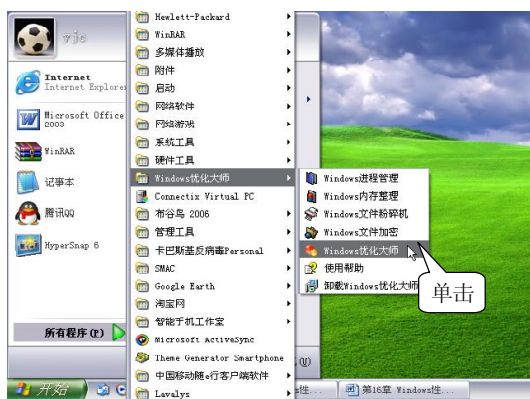 vjc
Internet
Internet Explorer
Microsoft Office
2003
WinRAR
记事本
腾讯QQ
HyperSnap 6
所有程序(P)
Hewlett-Packard
WinRAR
多媒体播放
附件
启动
网络软件
网络游戏
系统工具
硬件工具
Windows优化大师
Connectix Virtual PC
布谷鸟 2006
管理工具
卡巴斯基反病毒Personal
SMAC
Google Earth
淘宝网
智能手机工作室
Microsoft ActiveSync
Theme Generator Smartphone
中国移动随e行客户端软件
Lavalys
Windows进程管理
Windows内存整理
Windows文件粉碎机
Windows文件加密
Windows优化大师
使用帮助
卸载Windows优化大师
单击
(U)
开始
性...
第16章 Windows性...